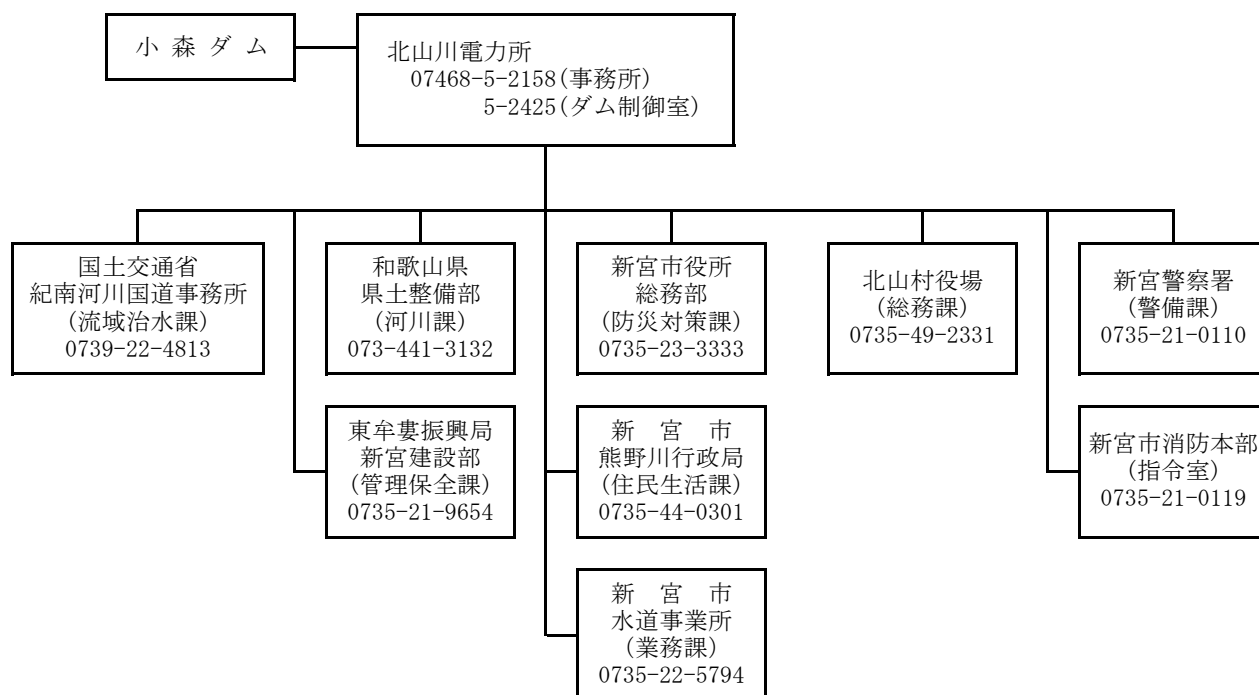 小 森 ダ ム
北山川電力所
07468-5-2158(事務所)
5-2425(ダム制御室)
国土交通省
紀南河川国道事務所
(流域治水課)
0739-22-4813
和歌山県
県土整備部
(河川課)
073-441-3132
新宮市役所
総務部
(防災対策課)
0735-23-3333
北山村役場
(総務課)
0735-49-2331
新宮警察署
(警備課)
0735-21-0110
東牟婁振興局
新宮建設部
(管理保全課)
0735-21-9654
新 宮 市
熊野川行政局
(住民生活課)
0735-44-0301
新宮市消防本部
(指令室)
0735-21-0119
新 宮 市
水道事業所
(業務課)
0735-22-5794